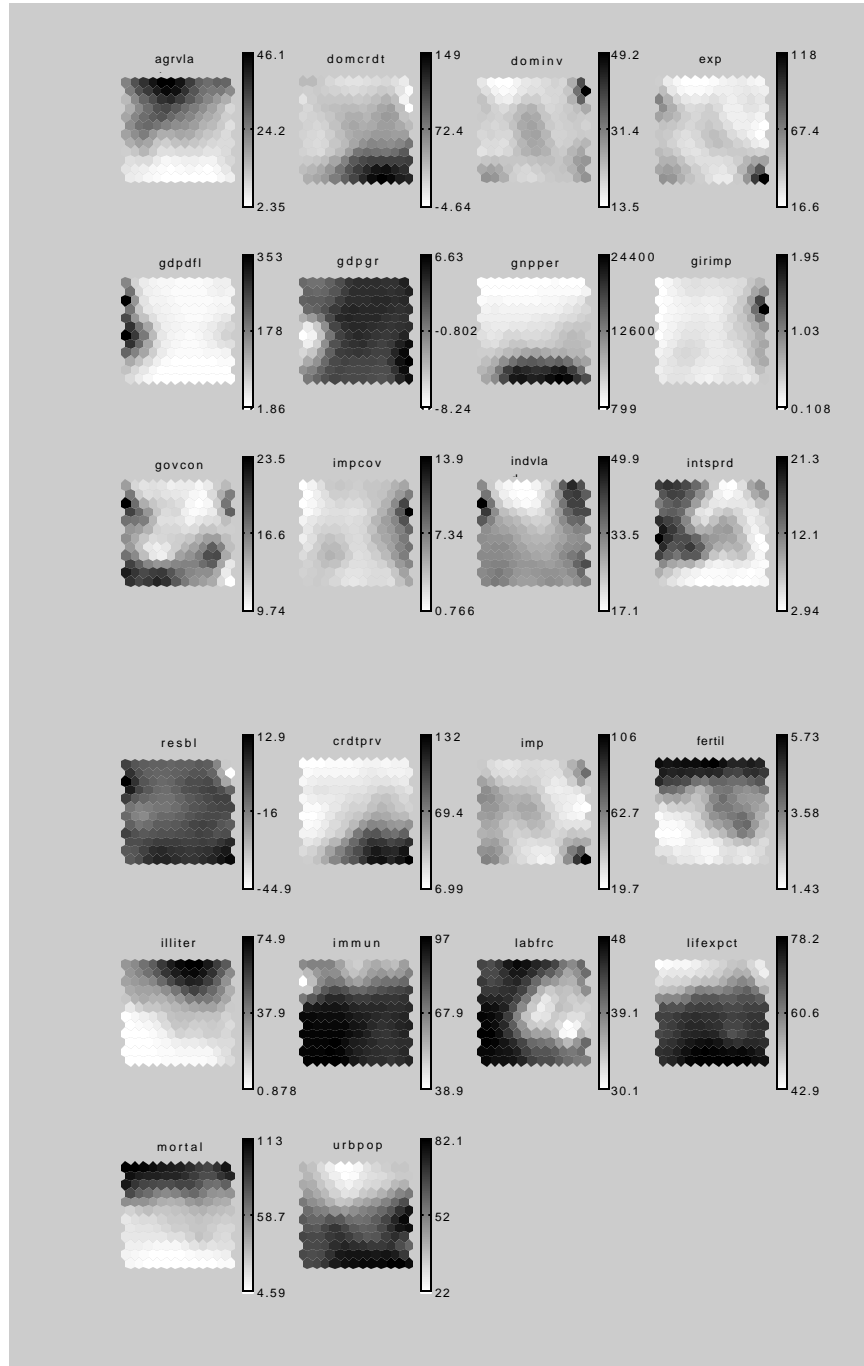 agrvla 46.1 24.2 2.35
domcrdt 149 72.4 -4.64
dominv 49.2 31.4 13.5
exp 118 67.4 16.6
gdpdfl 353 178 1.86
gdpgr 6.63 -0.802 -8.24
gnpper 24400 12600 799
girimp 1.95 1.03 0.108
govcon 23.5 16.6 9.74
impcov 13.9 7.34 0.766
indvla 49.9 33.5 17.1
intsprd 21.3 12.1 2.94
resbl 12.9 -16 -44.9
crdtprv 132 69.4 6.99
imp 106 62.7 19.7
fertil 5.73 3.58 1.43
illiter 74.9 37.9 0.878
immun 97 67.9 38.9
labfrc 48 39.1 30.1
lifexpct 78.2 60.6 42.9
mortal 113 58.7 4.59
urbpop 82.1 52 22